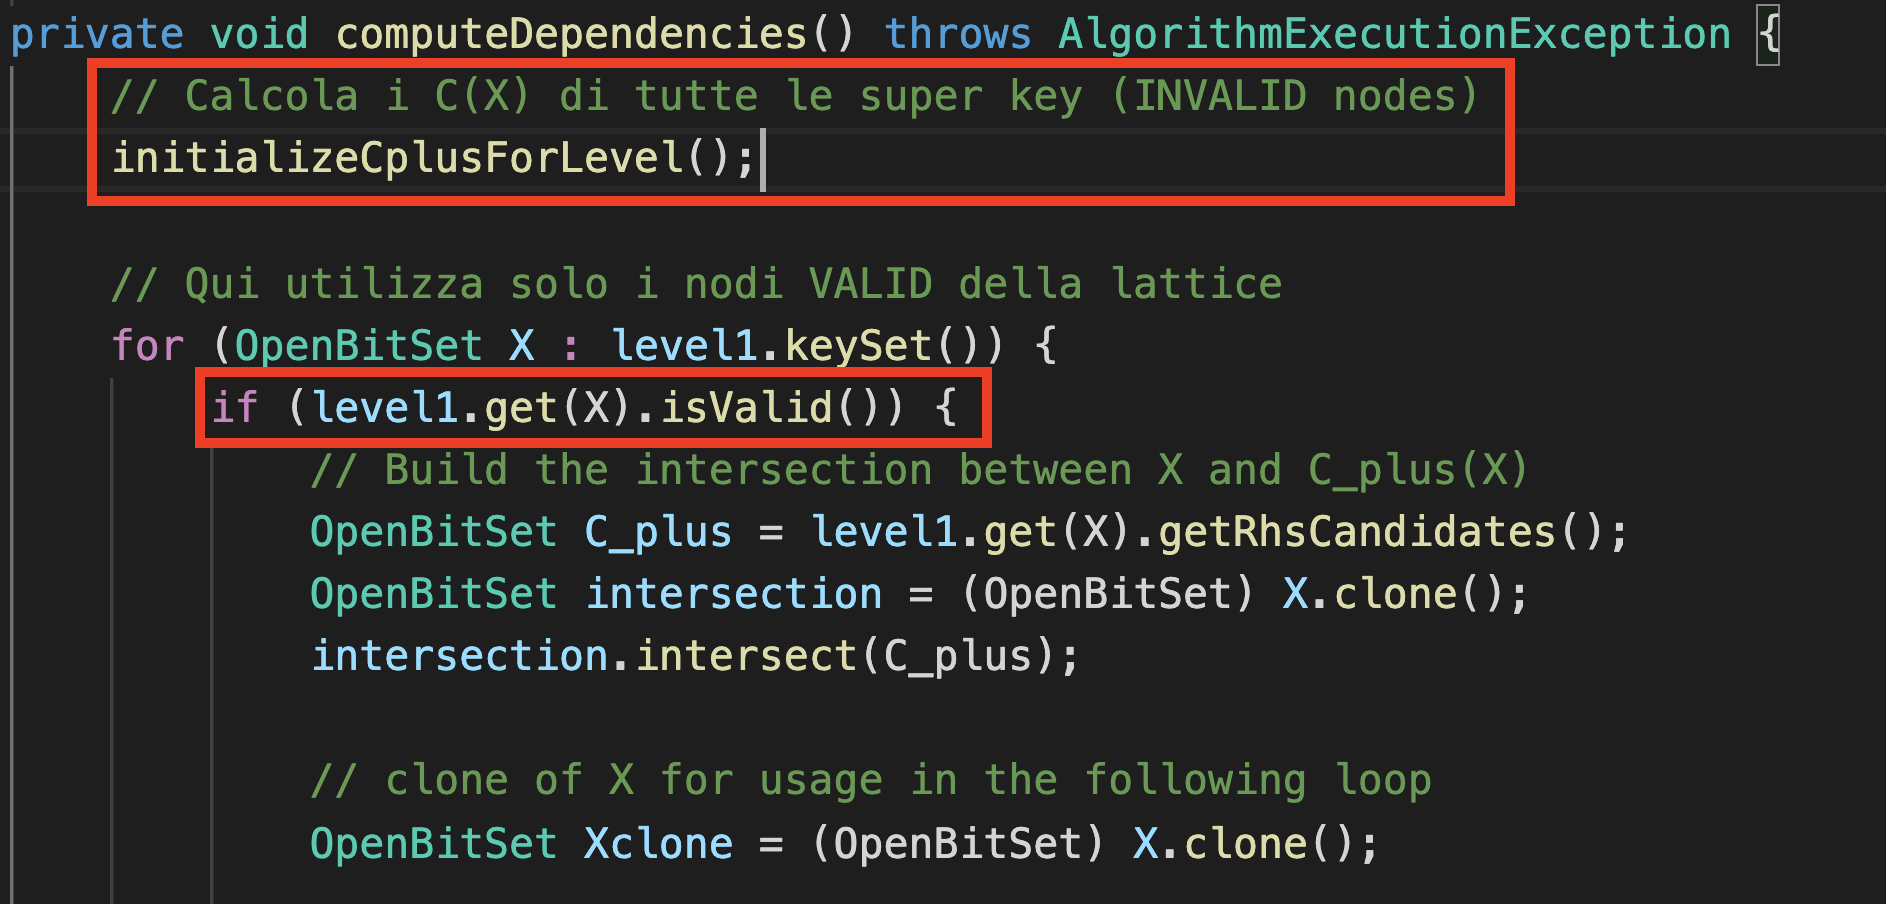 private void computeDependencies() throws AlgorithmExecutionException {
// Calcola i C(X) di tutte le super key (INVALID nodes)
initializeCplusForLevel();
// Qui utilizza solo i nodi VALID della lattice
for (OpenBitSet X : level1.keySet()) {
if (level1.get(X).isValid()) {
// Build the intersection between X and C_plus(X)
OpenBitSet C_plus = level1.get(X).getRhsCandidates();
OpenBitSet intersection = (OpenBitSet) X.clone();
intersection.intersect(C_plus);
// clone of X for usage in the following loop
OpenBitSet Xclone = (OpenBitSet) X.clone();